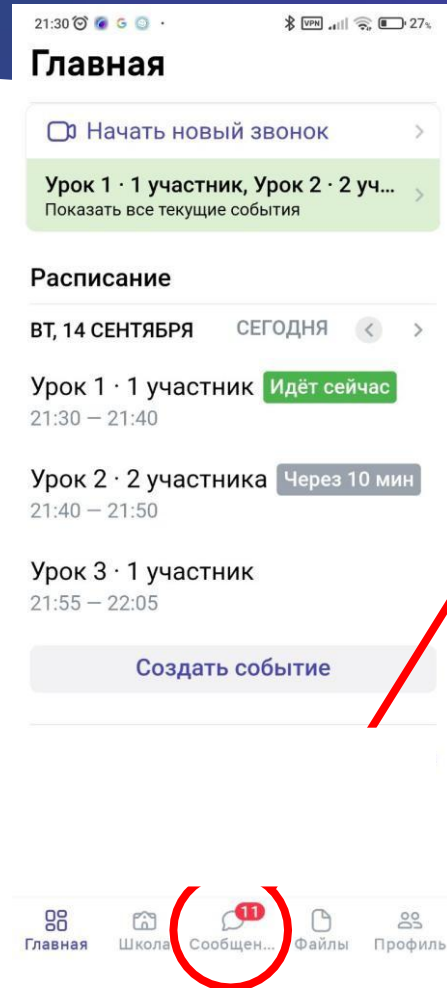 21:30 G VPN 27%
Главная
Начать новый звонок
Урок 1 · 1 участник, Урок 2 · 2 уч...
Показать все текущие события
Расписание
ВТ, 14 СЕНТЯБРЯ СЕГОДНЯ
Урок 1 · 1 участник Идёт сейчас
21:30 — 21:40
Урок 2 · 2 участника Через 10 мин
21:40 — 21:50
Урок 3 · 1 участник
21:55 — 22:05
Создать событие
11
Главная Школа Сообщен... Файлы Профиль